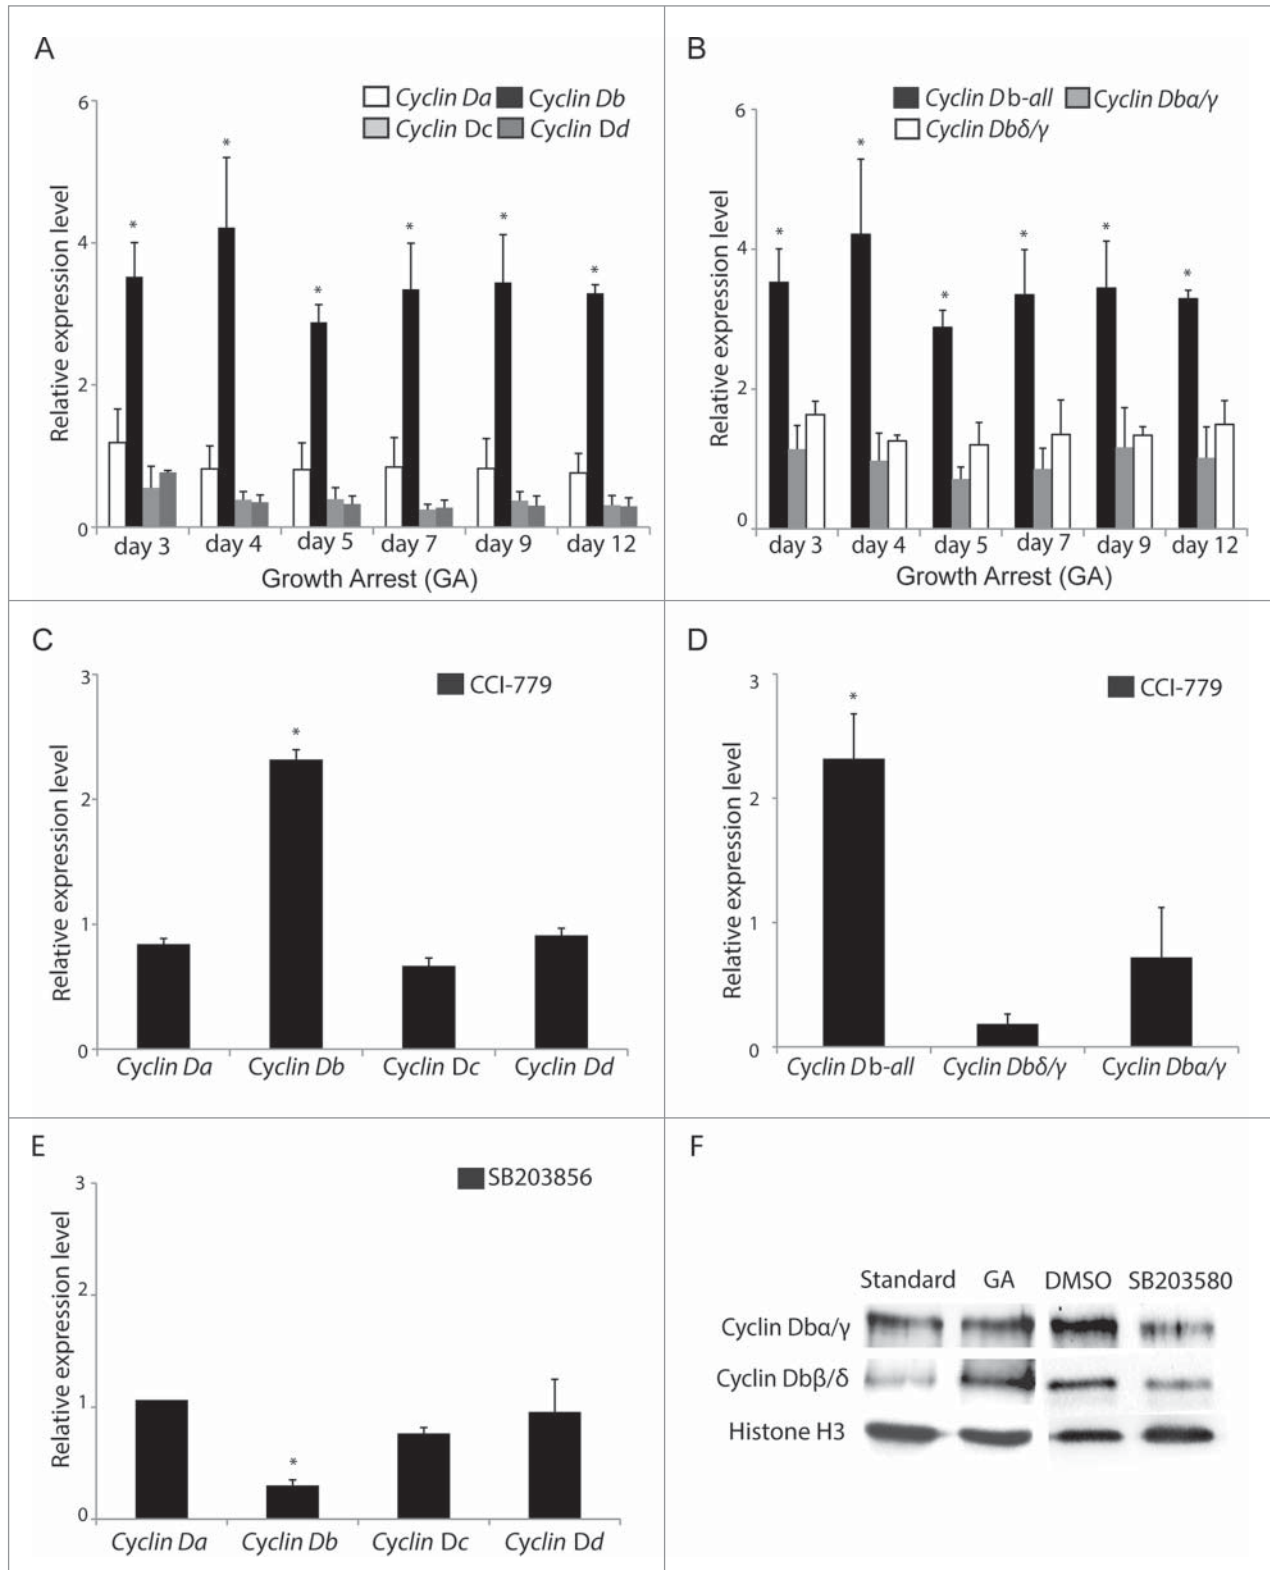 A
Cyclin Da Cyclin Db
Cyclin Dc Cyclin Dd
Relative expression level
6
4
2
0
* * * * * *
day 3 day 4 day 5 day 7 day 9 day 12
Growth Arrest (GA)
B
Cyclin Db-all Cyclin Dbα/γ
Cyclin Dbδ/γ
Relative expression level
6
4
2
0
* * * * * *
day 3 day 4 day 5 day 7 day 9 day 12
Growth Arrest (GA)
C
CCI-779
Relative expression level
3
2
1
0
*
Cyclin Da Cyclin Db Cyclin Dc Cyclin Dd
D
CCI-779
Relative expression level
3
2
1
0
*
Cyclin Db-all Cyclin Dbδ/γ Cyclin Dbα/γ
E
SB203856
Relative expression level
3
2
1
0
*
Cyclin Da Cyclin Db Cyclin Dc Cyclin Dd
F
Standard GA DMSO SB203580
Cyclin Dbα/γ
Cyclin Dbβ/δ
Histone H3